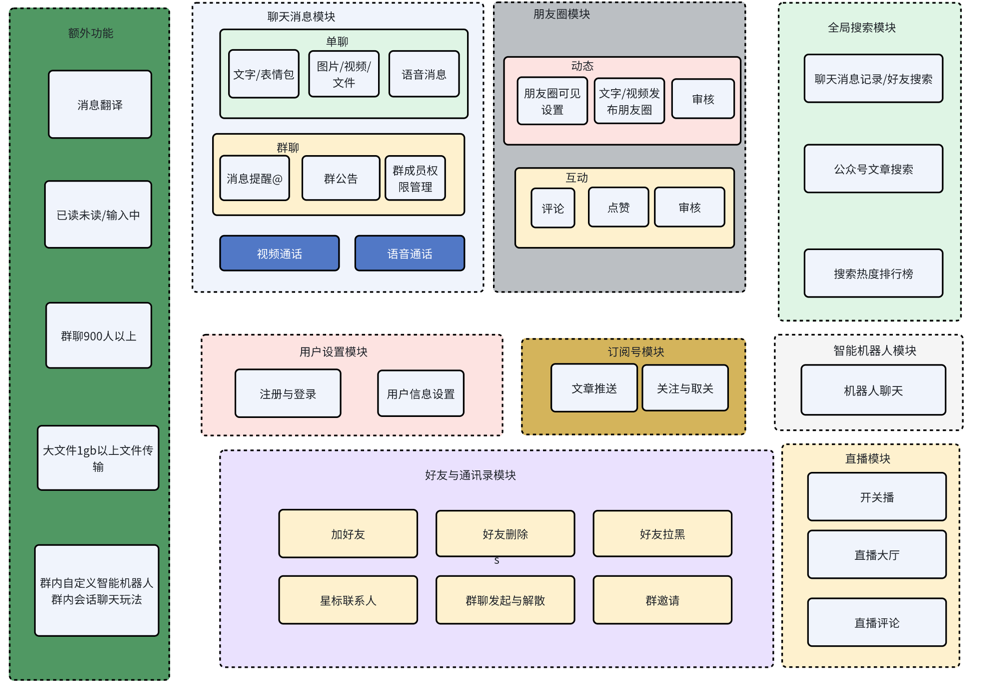 额外功能
消息翻译
已读未读/输入中
群聊900人以上
大文件1gb以上文件传
输
群内自定义智能机器人
群内会话聊天玩法
聊天消息模块
单聊
文字/表情包
图片/视频/
文件
语音消息
群聊
消息提醒@
群公告
群成员权
限管理
视频通话
语音通话
朋友圈模块
动态
朋友圈可见
设置
文字/视频发
布朋友圈
审核
互动
评论
点赞
审核
全局搜索模块
聊天消息记录/好友搜索
公众号文章搜索
搜索热度排行榜
用户设置模块
注册与登录
用户信息设置
订阅号模块
文章推送
关注与取关
智能机器人模块
机器人聊天
好友与通讯录模块
加好友
好友删除
好友拉黑
s
星标联系人
群聊发起与解散
群邀请
直播模块
开关播
直播大厅
直播评论